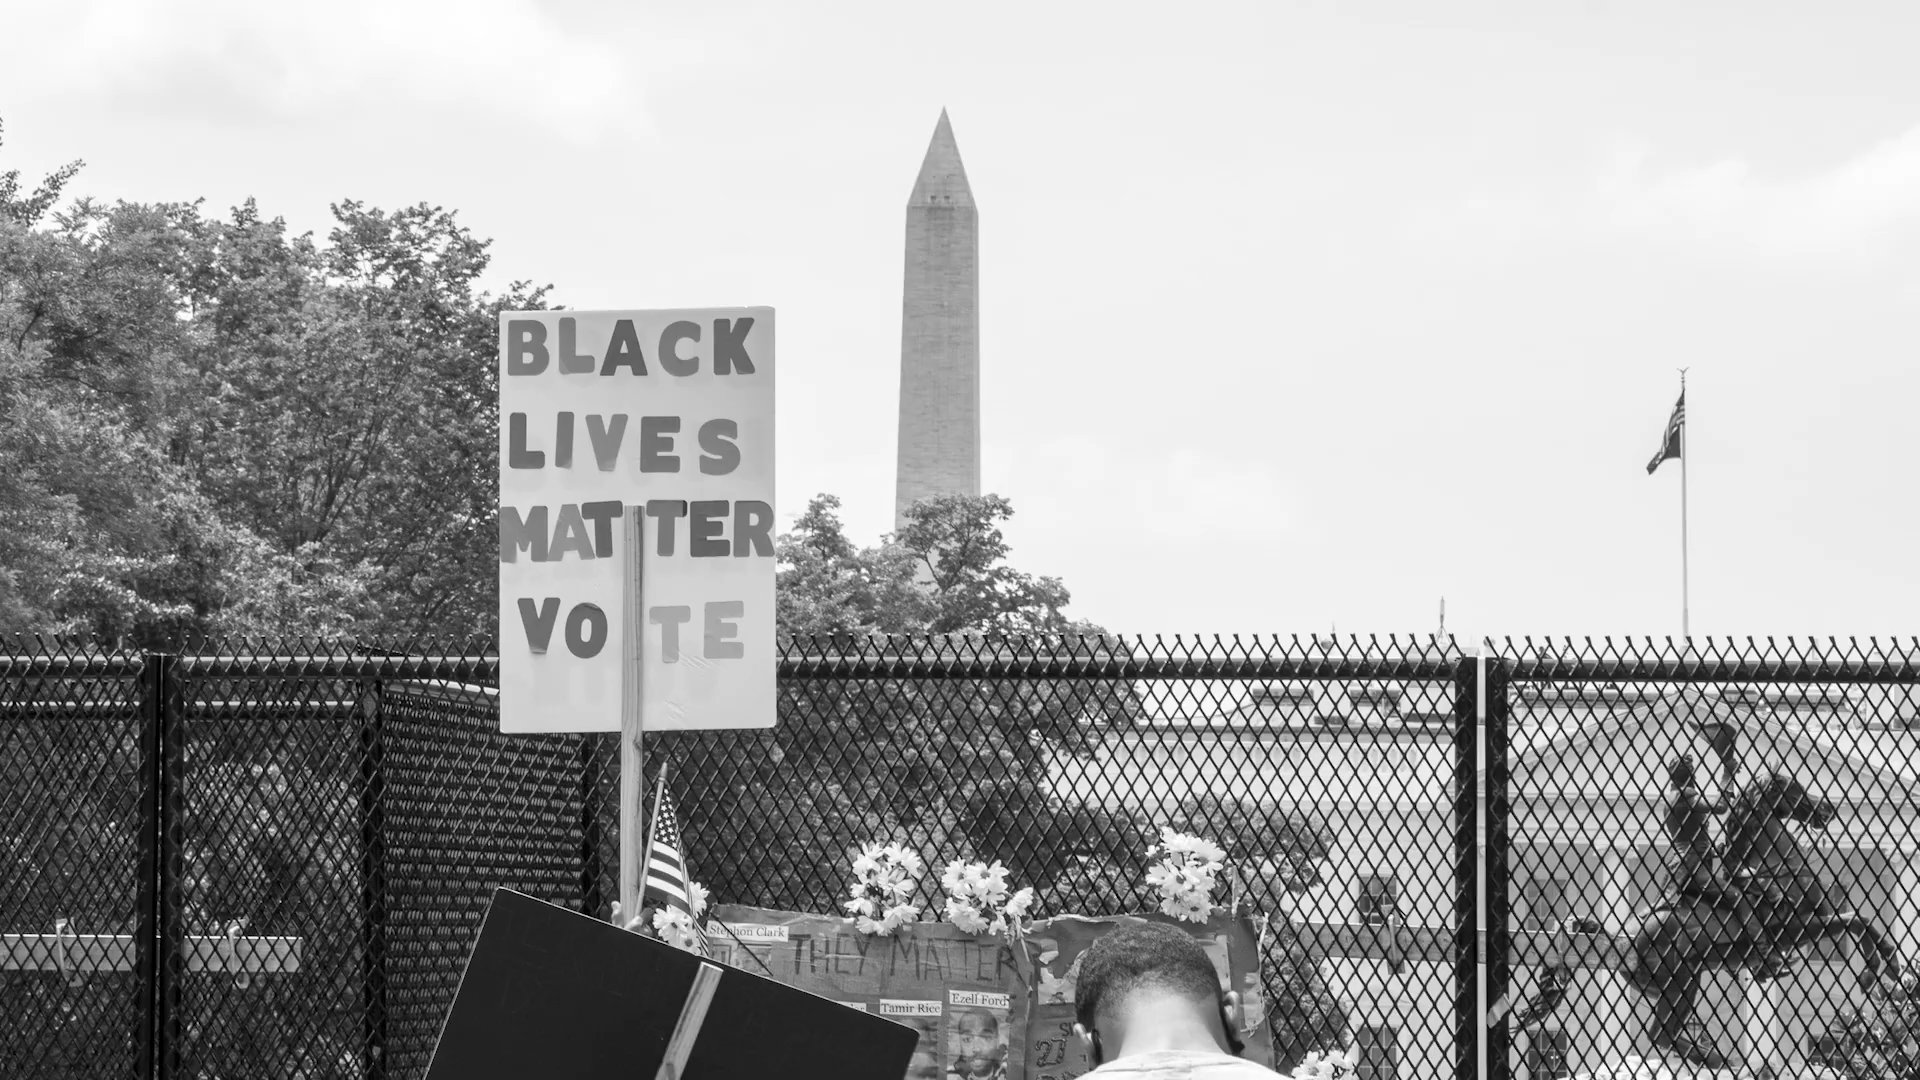 BLACK
LIVES
MATTER
VOTE
Stephon Clark
THEY MATTER
Tamir Rice
Ezell Ford